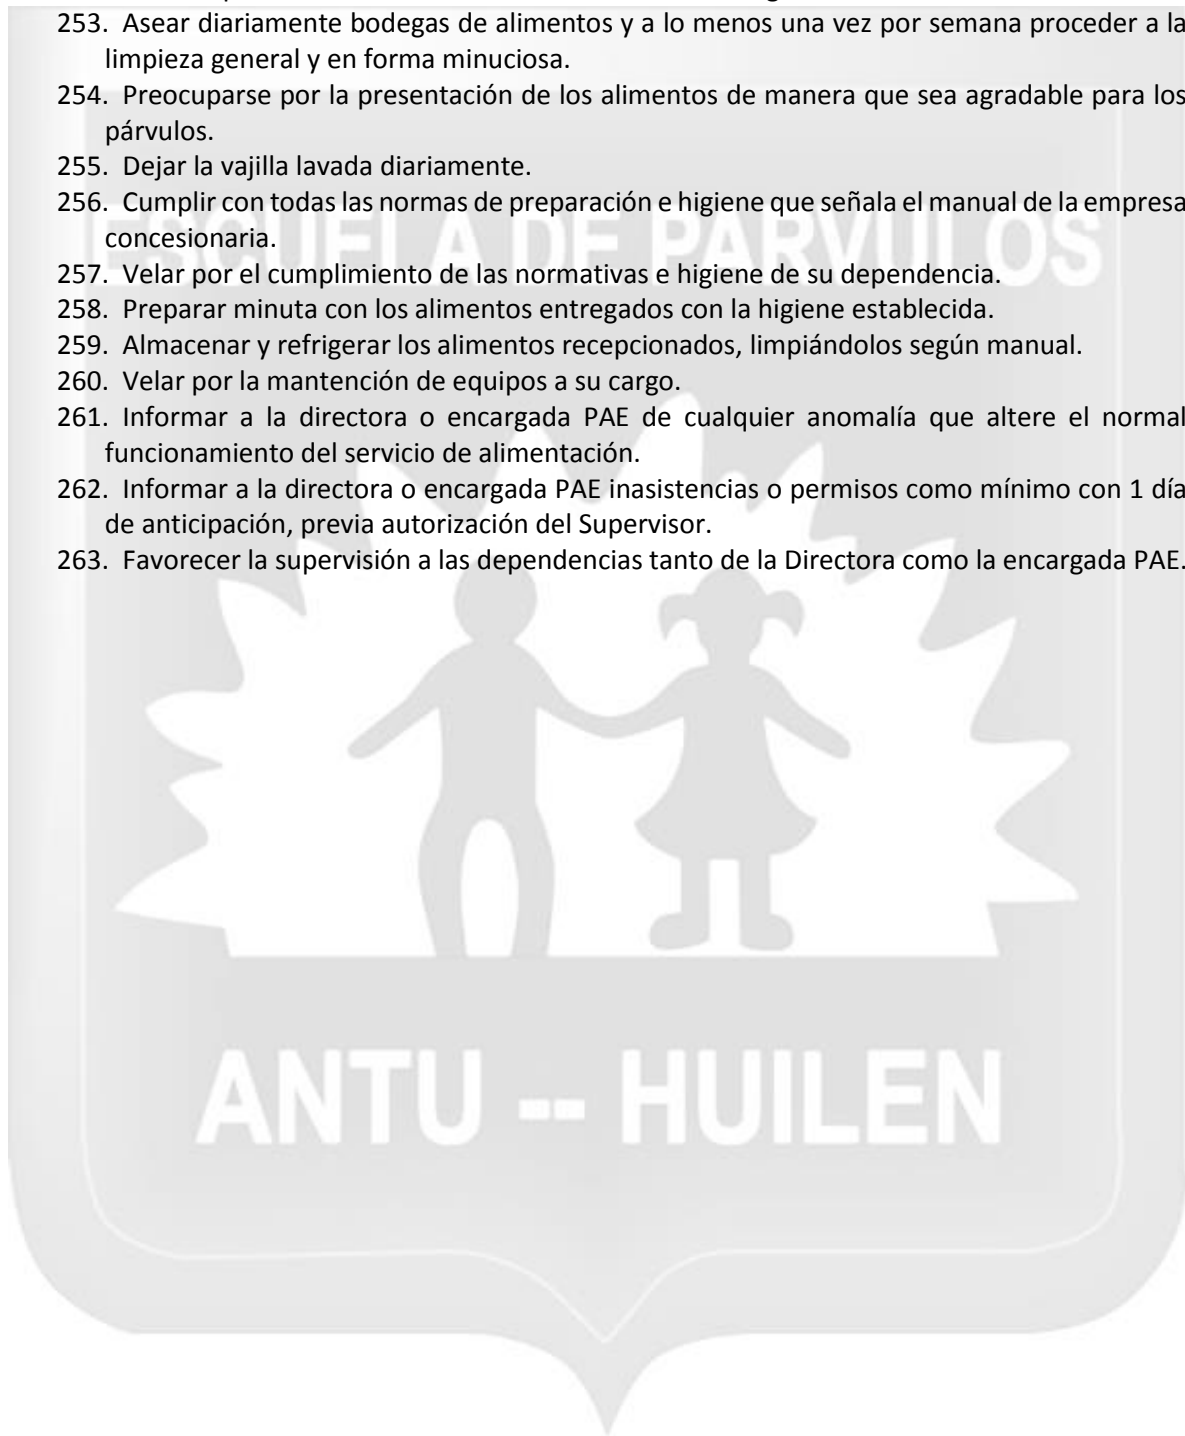 253. Asear diariamente bodegas de alimentos y a lo menos una vez por semana proceder a la
limpieza general y en forma minuciosa.
254. Preocuparse por la presentación de los alimentos de manera que sea agradable para los
párvulos.
255. Dejar la vajilla lavada diariamente.
256. Cumplir con todas las normas de preparación e higiene que señala el manual de la empresa
concesionaria.
257. Velar por el cumplimiento de las normativas e higiene de su dependencia.
258. Preparar minuta con los alimentos entregados con la higiene establecida.
259. Almacenar y refrigerar los alimentos recepcionados, limpiándolos según manual.
260. Velar por la mantención de equipos a su cargo.
261. Informar a la directora o encargada PAE de cualquier anomalía que altere el normal
funcionamiento del servicio de alimentación.
262. Informar a la directora o encargada PAE inasistencias o permisos como mínimo con 1 día
de anticipación, previa autorización del Supervisor.
263. Favorecer la supervisión a las dependencias tanto de la Directora como la encargada PAE.
ESCUELA DE PARVULOS
ANTU -- HUILEN